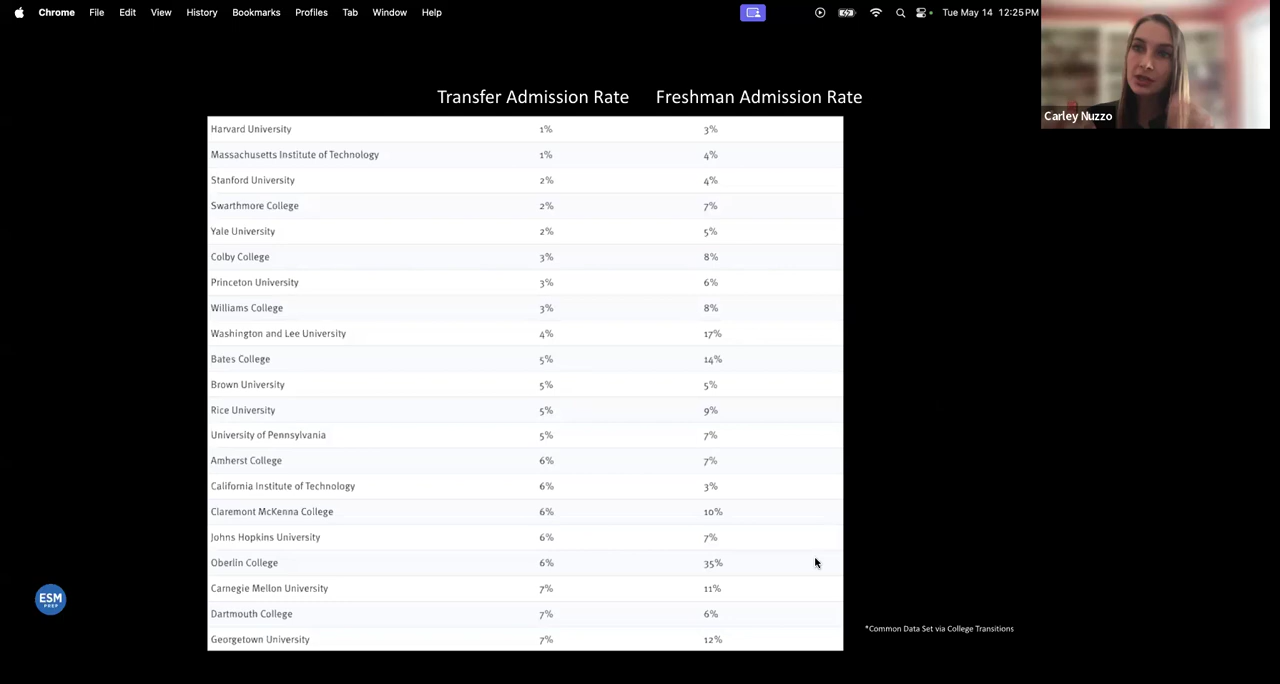 Chrome File Edit View History Bookmarks Profiles Tab Window Help Tue May 14 12:25 PM
Carley Nuzzo
Transfer Admission Rate Freshman Admission Rate
Harvard University 1% 3%
Massachusetts Institute of Technology 1% 4%
Stanford University 2% 4%
Swarthmore College 2% 7%
Yale University 2% 5%
Colby College 3% 8%
Princeton University 3% 6%
Williams College 3% 8%
Washington and Lee University 4% 17%
Bates College 5% 14%
Brown University 5% 5%
Rice University 5% 9%
University of Pennsylvania 5% 7%
Amherst College 6% 7%
California Institute of Technology 6% 3%
Claremont McKenna College 6% 10%
Johns Hopkins University 6% 7%
Oberlin College 6% 35%
Carnegie Mellon University 7% 11%
Dartmouth College 7% 6%
Georgetown University 7% 12%
ESM
PREP
*Common Data Set via College Transitions